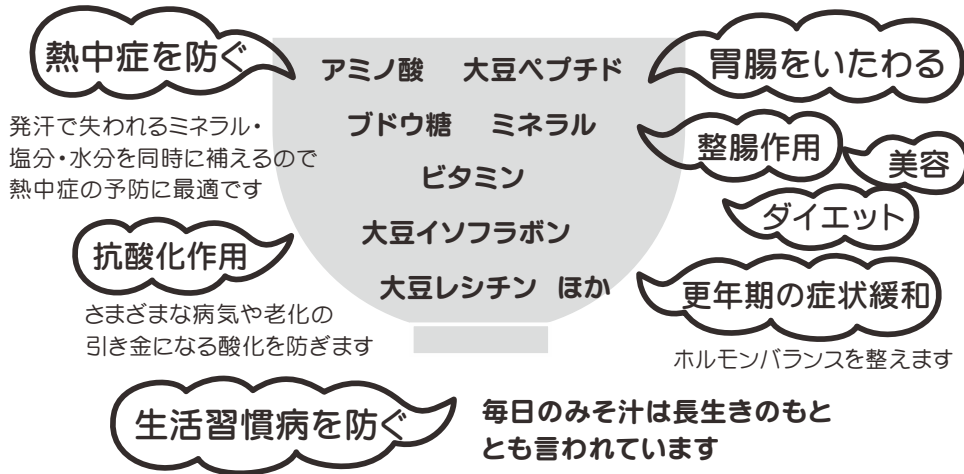 熱中症を防ぐ
発汗で失われるミネラル・
塩分・水分を同時に補えるので
熱中症の予防に最適です
抗酸化作用
さまざまな病気や老化の
引き金になる酸化を防ぎます
アミノ酸 大豆ペプチド
ブドウ糖 ミネラル
ビタミン
大豆イソフラボン
大豆レシチン ほか
胃腸をいたわる
整腸作用
美容
ダイエット
更年期の症状緩和
ホルモンバランスを整えます
生活習慣病を防ぐ
毎日のみそ汁は長生きのもと
とも言われています